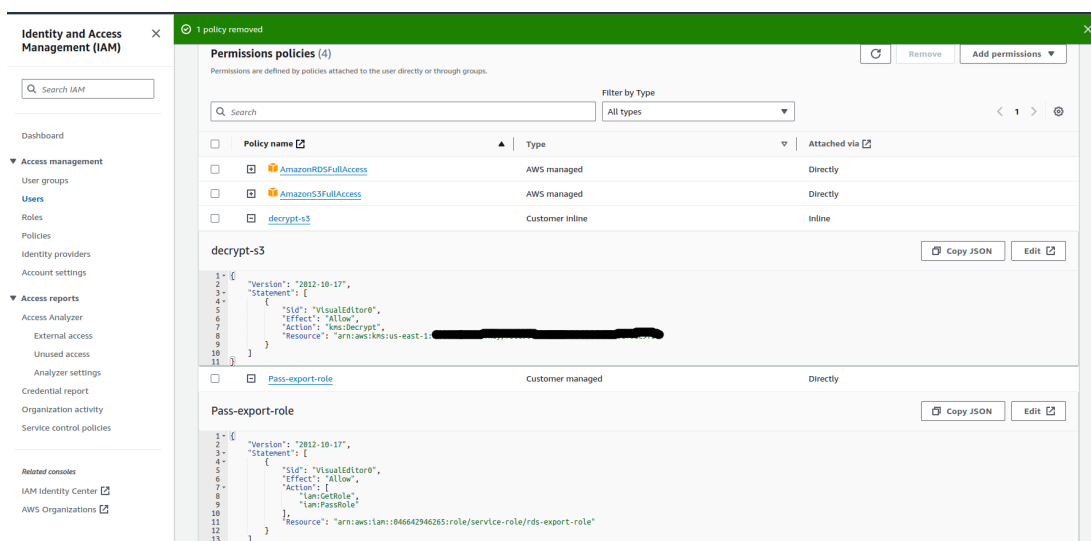 Identity and Access Management (IAM)
Search IAM
Dashboard
Access management
User groups
Users
Roles
Policies
Identity providers
Account settings
Access reports
Access Analyzer
External access
Unused access
Analyzer settings
Credential report
Organization activity
Service control policies
Related consoles
IAM Identity Center
AWS Organizations
1 policy removed
Permissions policies (4)
Permissions are defined by policies attached to the user directly or through groups.
Remove
Add permissions
Filter by Type
Search
All types
1
Policy name Type Attached via
AmazonRDSFullAccess AWS managed Directly
AmazonS3FullAccess AWS managed Directly
decrypt-s3 Customer inline Inline
decrypt-s3
Copy JSON
Edit
1 {
2 "Version": "2012-10-17",
3 "Statement": [
4 {
5 "Sid": "VisualEditor0",
6 "Effect": "Allow",
7 "Action": "kms:Decrypt",
8 "Resource": "arn:aws:kms:us-east-1:
9 }
10 ]
11 }
Pass-export-role Customer managed Directly
Pass-export-role
Copy JSON
Edit
1 {
2 "Version": "2012-10-17",
3 "Statement": [
4 {
5 "Sid": "VisualEditor0",
6 "Effect": "Allow",
7 "Action": [
8 "iam:GetRole",
9 "iam:PassRole"
10 ],
11 "Resource": "arn:aws:iam::046642946265:role/service-role/rds-export-role"
12 }
13 ]